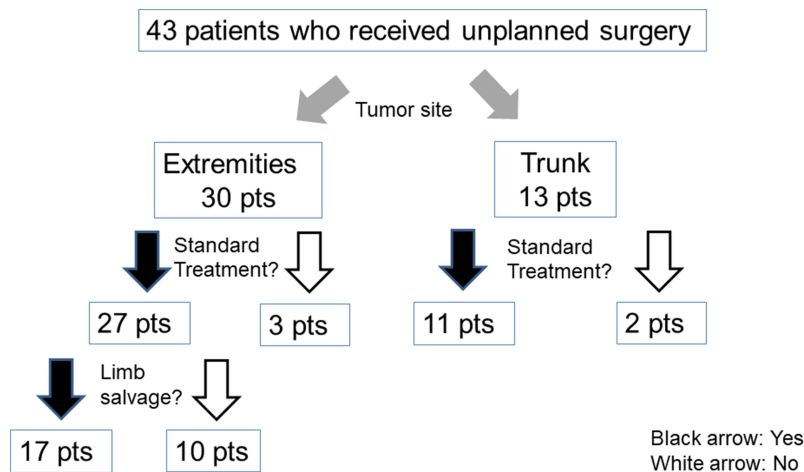 43 patients who received unplanned surgery
Tumor site
Extremities
30 pts
Trunk
13 pts
Standard
Treatment?
Standard
Treatment?
27 pts
3 pts
11 pts
2 pts
Limb
salvage?
17 pts
10 pts
Black arrow: Yes
White arrow: No